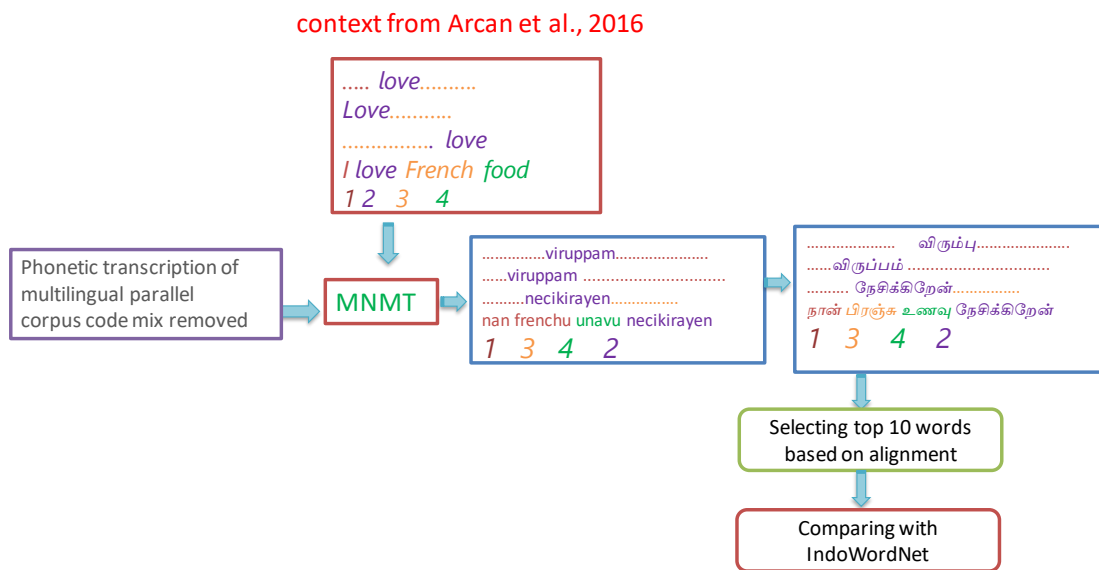 context from Arcan et al., 2016
..... love..........
Love...........
................ love
I love French food
1 2 3 4
Phonetic transcription of
multilingual parallel
corpus code mix removed
MNMT
...............viruppam......................
......viruppam ..................................
..........necikirayen................
nan frenchu unavu necikirayen
1 3 4 2
..................... விரும்பு......................
......விருப்பம் ..................................
.......... நேசிக்கிறேன்................
நான் பிரஞ்சு உணவு நேசிக்கிறேன்
1 3 4 2
Selecting top 10 words
based on alignment
Comparing with
IndoWordNet